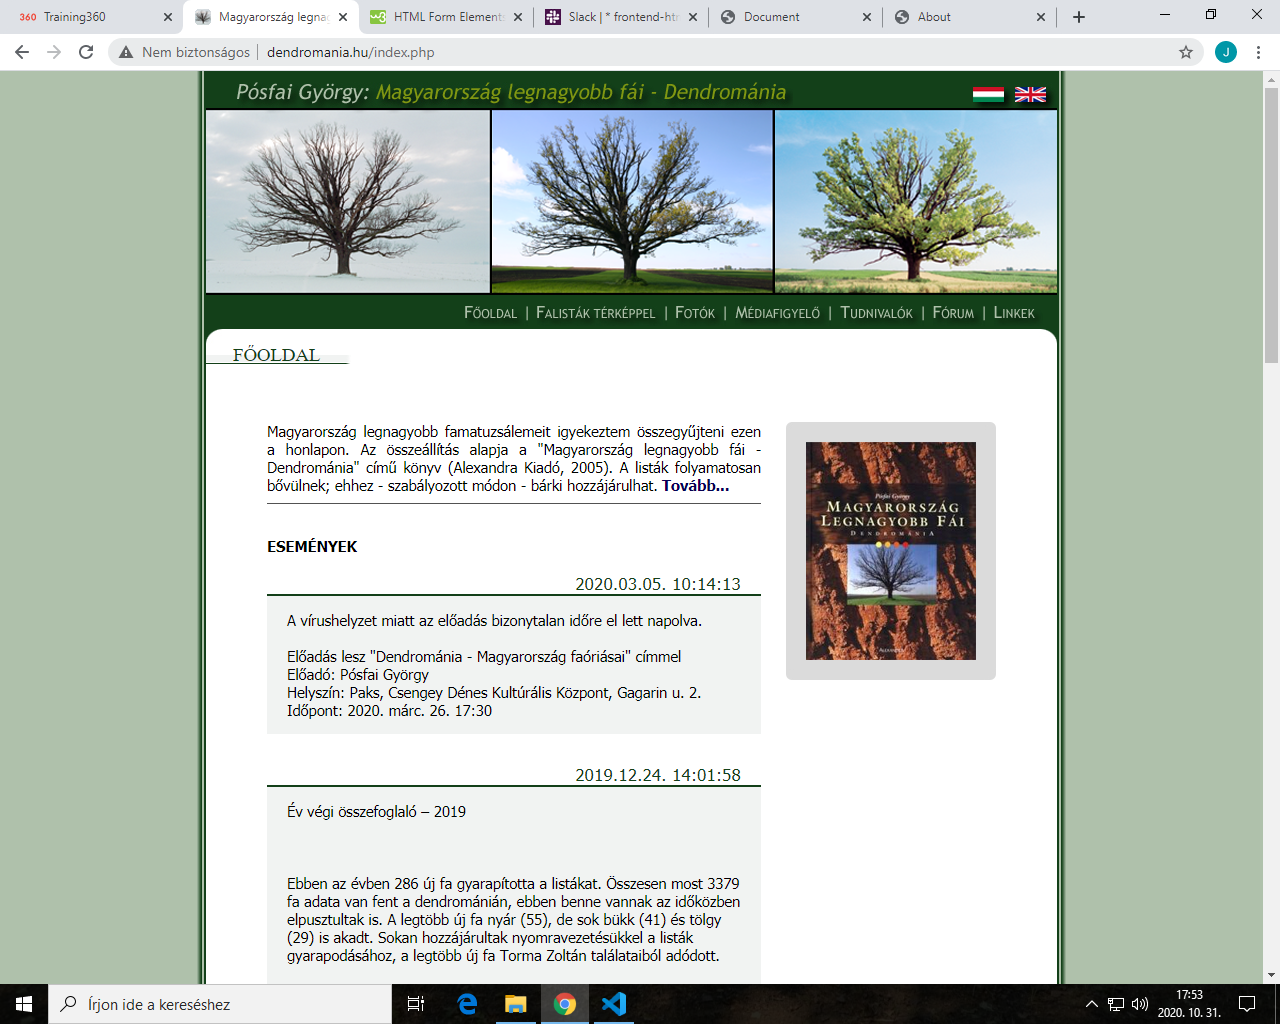 360 Training360
Magyarország legnag
HTML Form Elements
Slack | * frontend-htm
Document
About
Nem biztonságos
dendromania.hu/index.php
J
Pósfai György: Magyarország legnagyobb fái - Dendrománia
Főoldal | Falisták térképpel | Fotók | Médiafigyelő | Tudnivalók | Fórum | Linkek
FŐOLDAL
Magyarország legnagyobb famatuzsálemeit igyekeztem összegyűjteni ezen
a honlapon. Az összeállítás alapja a "Magyarország legnagyobb fái -
Dendrománia" című könyv (Alexandra Kiadó, 2005). A listák folyamatosan
bővülnek; ehhez - szabályozott módon - bárki hozzájárulhat. Tovább...
Pósfai György
Magyarország
Legnagyobb Fái
Dendrománia
Alexandra
ESEMÉNYEK
2020.03.05. 10:14:13
A vírushelyzet miatt az előadás bizonytalan időre el lett napolva.
Előadás lesz "Dendrománia - Magyarország faóriásai" címmel
Előadó: Pósfai György
Helyszín: Paks, Csengey Dénes Kultúrális Központ, Gagarin u. 2.
Időpont: 2020. márc. 26. 17:30
2019.12.24. 14:01:58
Év végi összefoglaló – 2019
Ebben az évben 286 új fa gyarapította a listákat. Összesen most 3379
fa adata van fent a dendrománián, ebben benne vannak az időközben
elpusztultak is. A legtöbb új fa nyár (55), de sok bükk (41) és tölgy
(29) is akadt. Sokan hozzájárultak nyomravezetésükkel a listák
gyarapodásához, a legtöbb új fa Torma Zoltán találataiból adódott.
Írjon ide a kereséshez
17:53
2020. 10. 31.